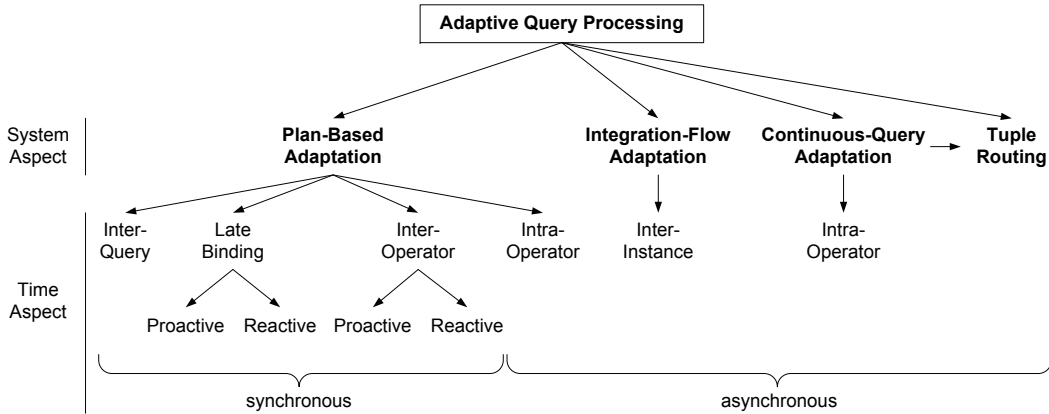 Adaptive Query Processing
System
Aspect
Plan-Based
Adaptation
Integration-Flow
Adaptation
Continuous-Query
Adaptation
Tuple
Routing
Time
Aspect
Inter-
Query
Late
Binding
Inter-
Operator
Intra-
Operator
Inter-
Instance
Intra-
Operator
Proactive
Reactive
Proactive
Reactive
synchronous
asynchronous